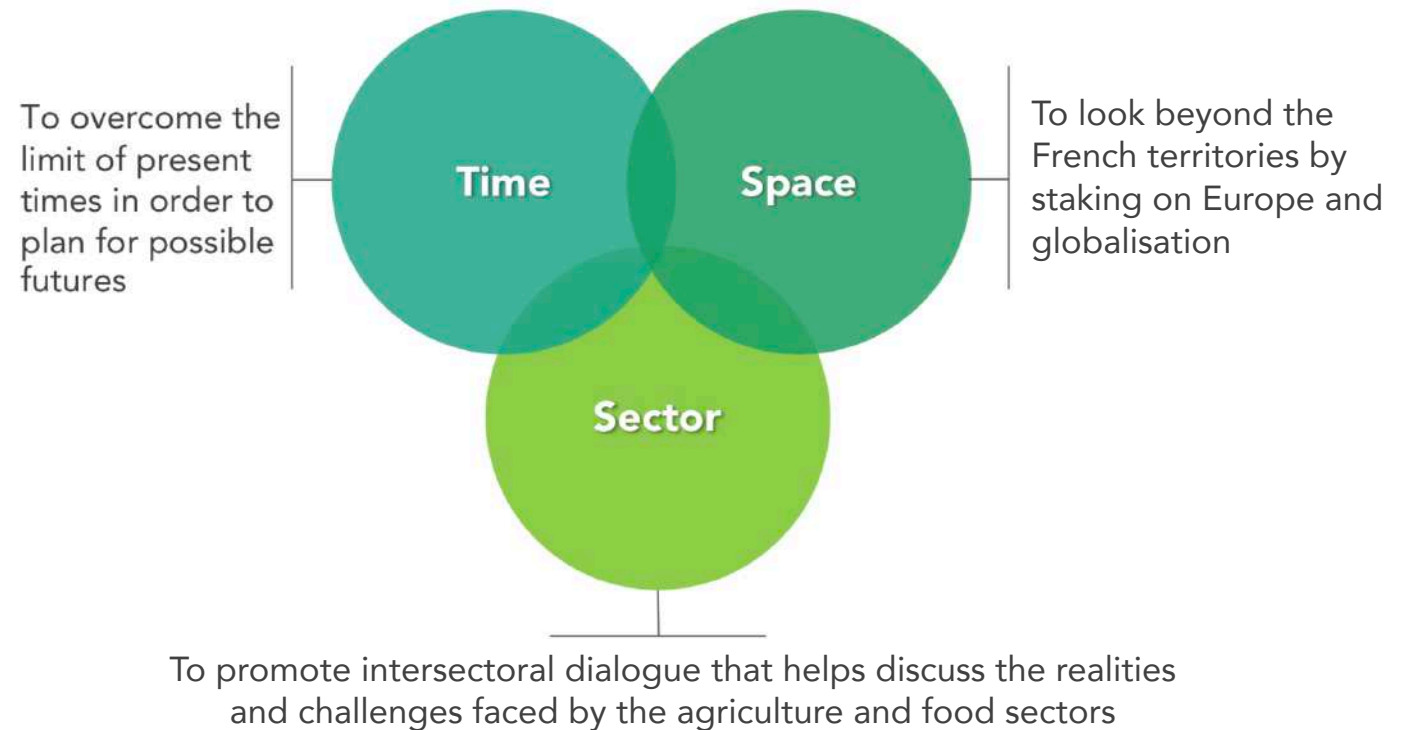 To overcome the
limit of present
times in order to
plan for possible
futures
Time
Space
To look beyond the
French territories by
staking on Europe and
globalisation
Sector
To promote intersectoral dialogue that helps discuss the realities
and challenges faced by the agriculture and food sectors